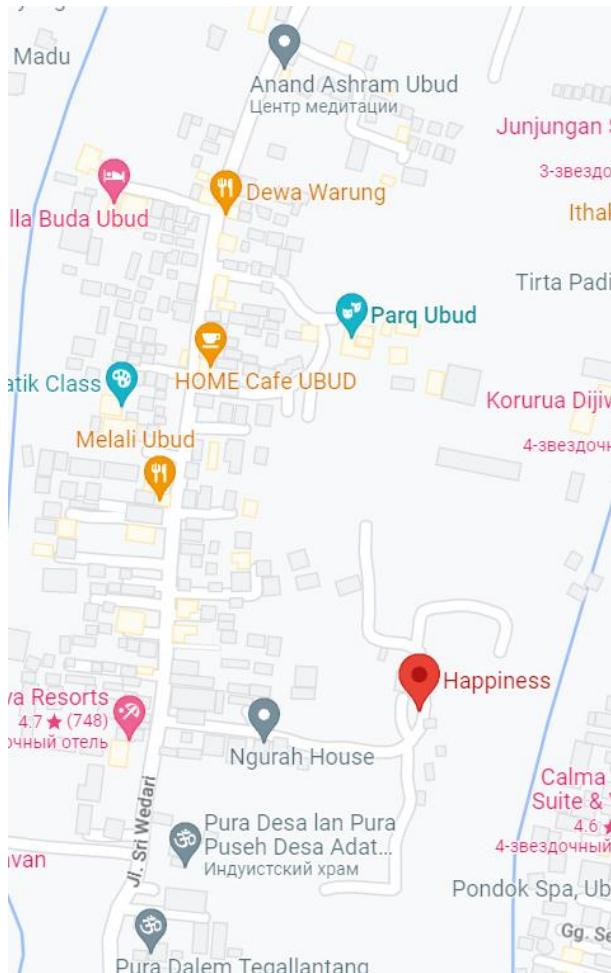 Madu
Anand Ashram Ubud
Центр медитации
Junjungan
3-звездо
Dewa Warung
lla Buda Ubud
Ithak
Tirta Padi
Parq Ubud
HOME Cafe UBUD
atik Class
Korurua Dijiw
4-звездочн
Melali Ubud
Happiness
va Resorts
4.7 ★ (748)
очный отель
Ngurah House
Jl. Sri Wedari
Calma
Suite &
4.6 ★
4-звездочный
Pura Desa lan Pura
Puseh Desa Adat...
Индуистский храм
avan
Pondok Spa, Ub
Gg. Se
Pura Dalem Tegallantang